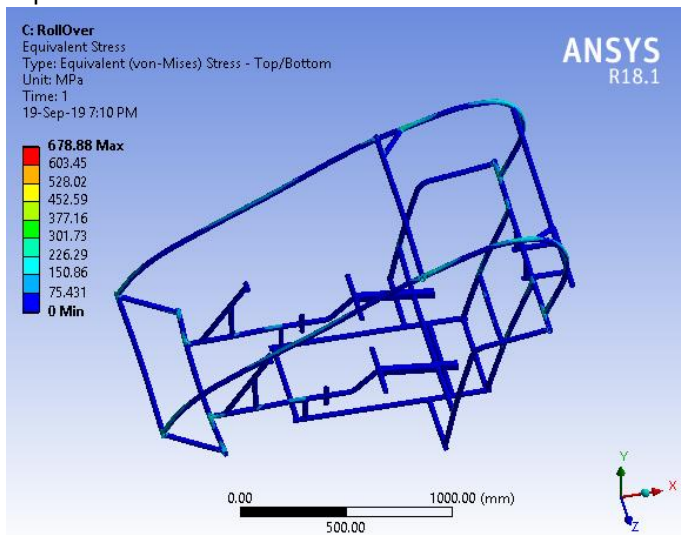 C: RollOver
Equivalent Stress
Type: Equivalent (von-Mises) Stress - Top/Bottom
Unit: MPa
Time: 1
19-Sep-19 7:10 PM
ANSYS
R18.1
678.88 Max
603.45
528.02
452.59
377.16
301.73
226.29
150.86
75.431
0 Min
0.00
1000.00 (mm)
500.00
Y
X
Z